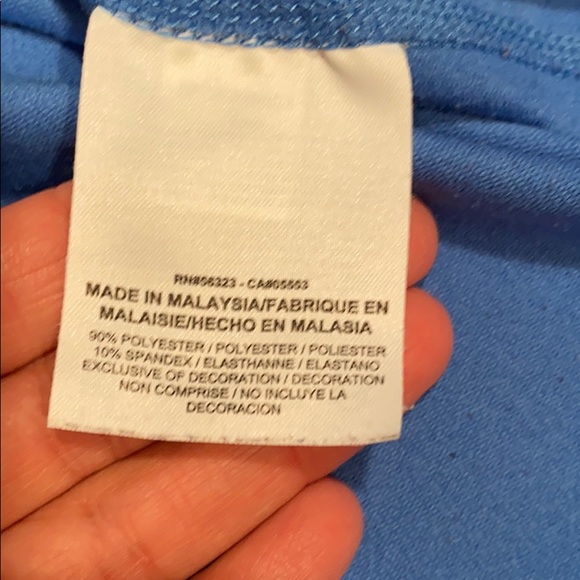 RN#56323 - CA#05553
MADE IN MALAYSIA/FABRIQUE EN
MALAISIE/HECHO EN MALASIA
90% POLYESTER / POLYESTER / POLIESTER
10% SPANDEX / ELASTHANNE / ELASTANO
EXCLUSIVE OF DECORATION / DECORATION
NON COMPRISE / NO INCLUYE LA
DECORACION